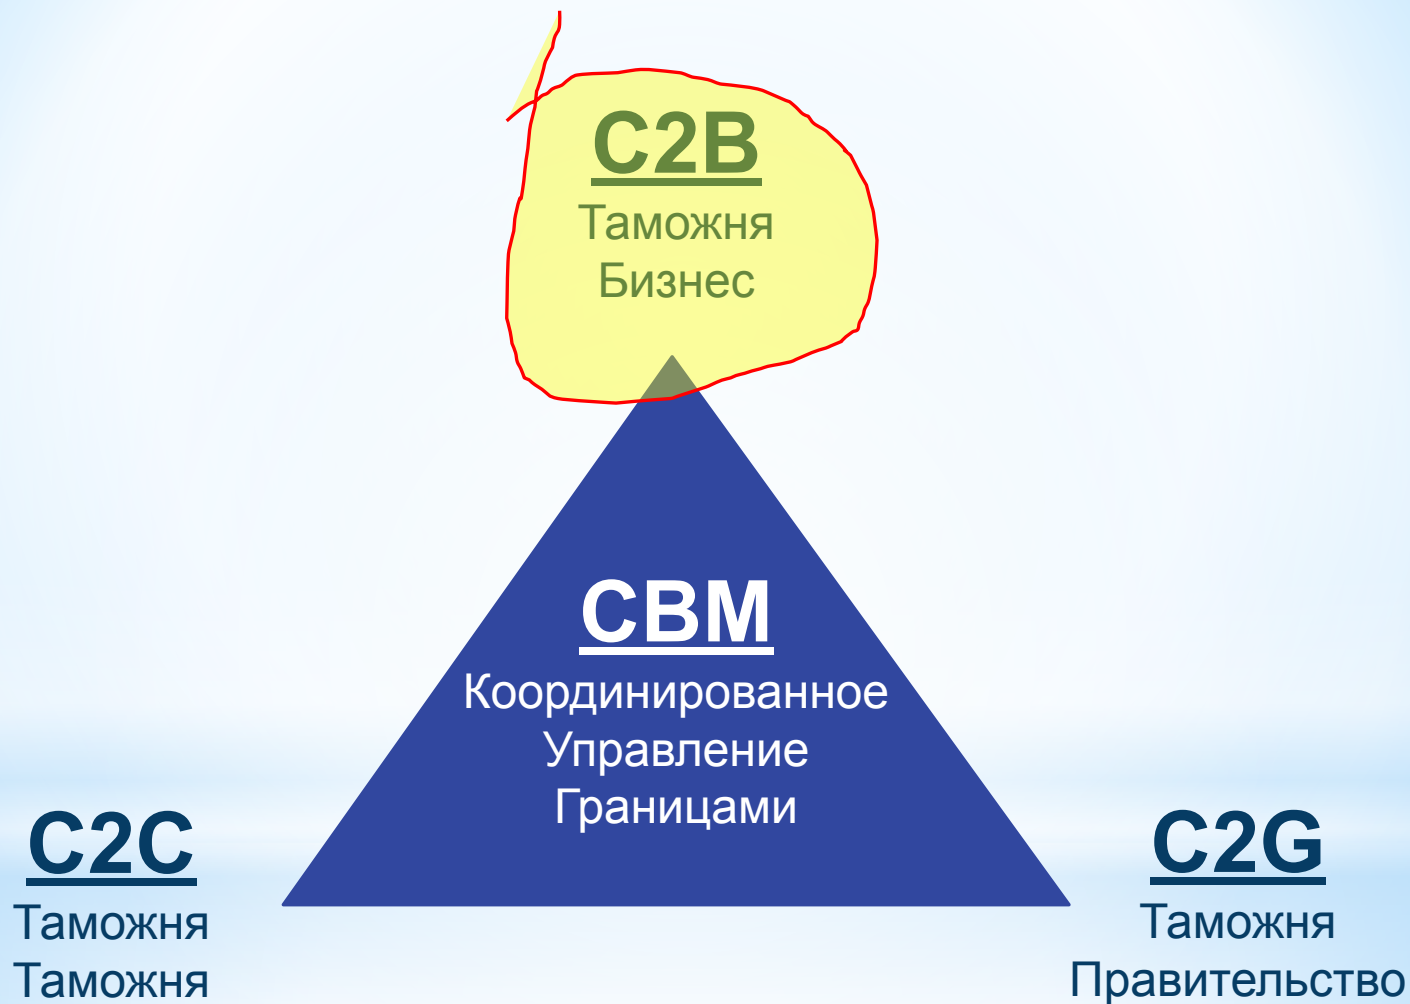 C2B
Таможня
Бизнес
CBM
Координированное
Управление
Границами
C2C
Таможня
Таможня
C2G
Таможня
Правительство